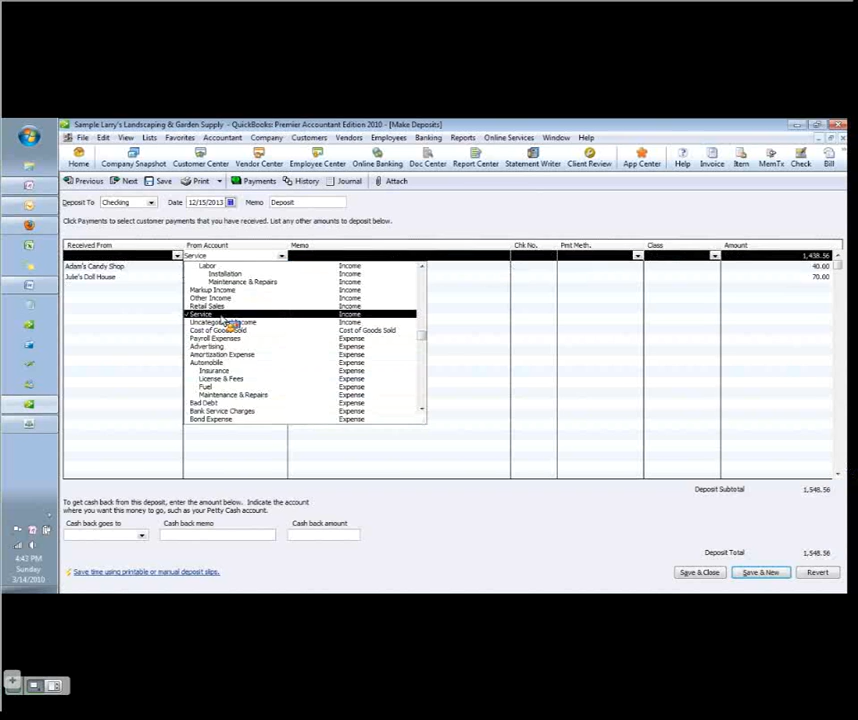 Sample Larry's Landscaping & Garden Supply - QuickBooks: Premier Accountant Edition 2010 - [Make Deposits]
File Edit View Lists Favorites Accountant Company Customers Vendors Employees Banking Reports Online Services Window Help
Home Company Snapshot Customer Center Vendor Center Employee Center Online Banking Doc Center Report Center Statement Writer Client Review App Center Help Invoice Item MemTx Check Bill
Previous Next Save Print Payments History Journal Attach
Deposit To Checking Date 12/15/2013 Memo Deposit
Click Payments to select customer payments that you have received. List any other amounts to deposit below.
Received From From Account Memo Chk No. Pmt Meth. Class Amount
Service 1,438.56
Adam's Candy Shop Labor Income 40.00
Julie's Doll House Installation Income 70.00
Maintenance & Repairs Income
Markup Income Income
Other Income Income
Retail Sales Income
✓ Service Income
Income
Cost of Goods Sold Cost of Goods Sold
Payroll Expenses Expense
Advertising Expense
Amortization Expense Expense
Automobile Expense
Insurance Expense
License & Fees Expense
Fuel Expense
Maintenance & Repairs Expense
Bad Debt Expense
Bank Service Charges Expense
Bond Expense Expense
Deposit Subtotal 1,548.56
To get cash back from this deposit, enter the amount below. Indicate the account
where you want this money to go, such as your Petty Cash account.
Cash back goes to Cash back memo Cash back amount
Deposit Total 1,548.56
Save time using printable or manual deposit slips. Save & Close Save & New Revert
4:43 PM
Sunday
3/14/2010